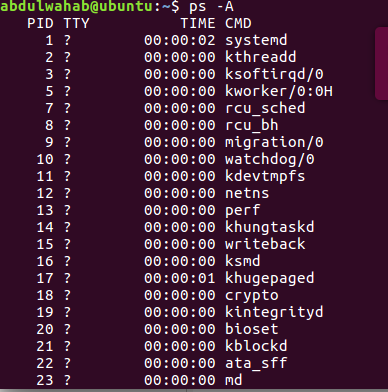 abdulwahab@ubuntu:~$ ps -A
PID TTY TIME CMD
1 ? 00:00:02 systemd
2 ? 00:00:00 kthreadd
3 ? 00:00:00 ksoftirqd/0
5 ? 00:00:00 kworker/0:0H
7 ? 00:00:00 rcu_sched
8 ? 00:00:00 rcu_bh
9 ? 00:00:00 migration/0
10 ? 00:00:00 watchdog/0
11 ? 00:00:00 kdevtmpfs
12 ? 00:00:00 netns
13 ? 00:00:00 perf
14 ? 00:00:00 khungtaskd
15 ? 00:00:00 writeback
16 ? 00:00:00 ksmd
17 ? 00:00:01 khugepaged
18 ? 00:00:00 crypto
19 ? 00:00:00 kintegrityd
20 ? 00:00:00 bioset
21 ? 00:00:00 kblockd
22 ? 00:00:00 ata_sff
23 ? 00:00:00 md